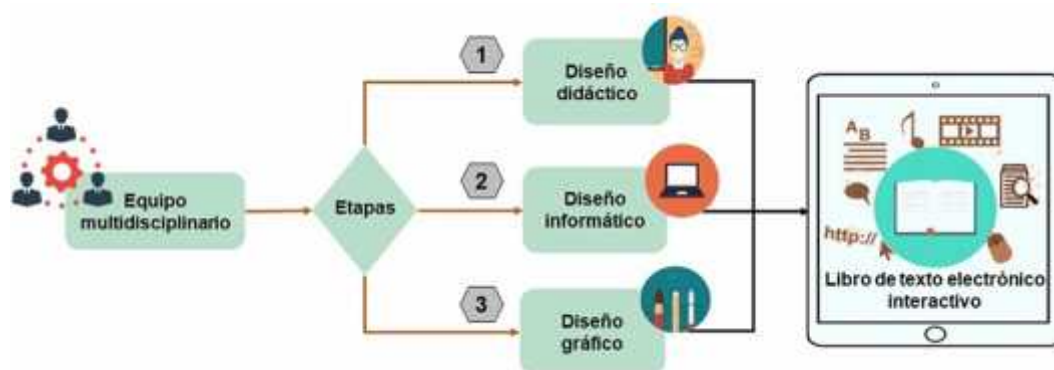 Equipo
multidisciplinario
Etapas
1
Diseño
didáctico
2
Diseño
informático
3
Diseño
gráfico
A
B
http://
Libro de texto electrónico
interactivo